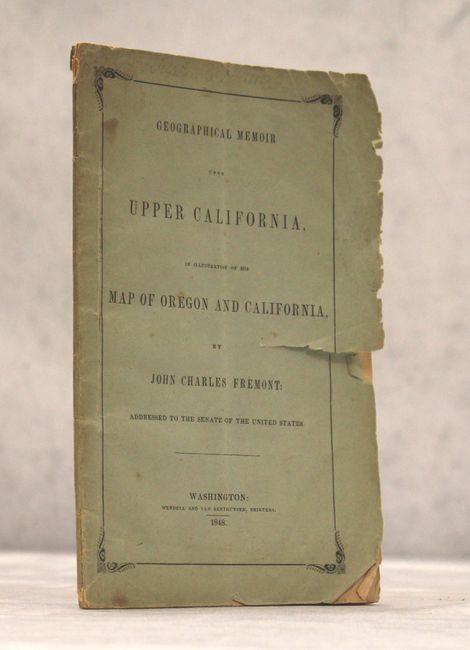 GEOGRAPHICAL MEMOIR
UPON
UPPER CALIFORNIA,
IN ILLUSTRATION OF HIS
MAP OF OREGON AND CALIFORNIA,
BY
JOHN CHARLES FREMONT:
ADDRESSED TO THE SENATE OF THE UNITED STATES.
WASHINGTON:
WENDELL AND VAN BENTHUYSEN, PRINTERS.
1848.